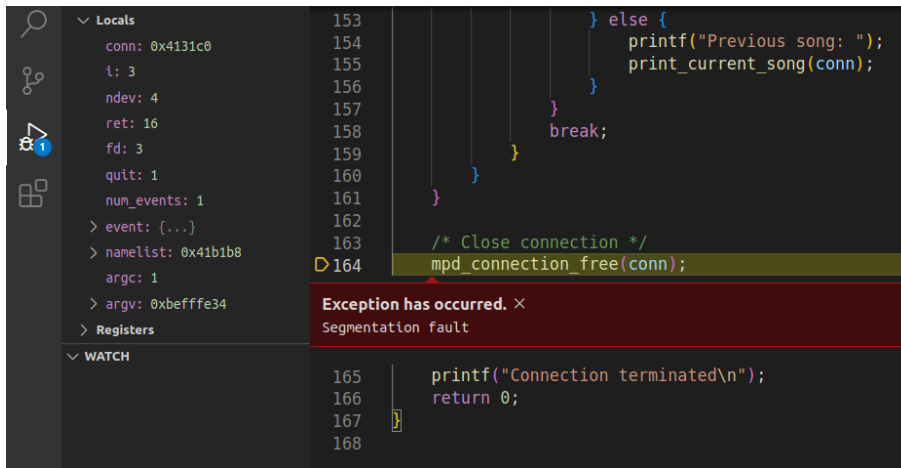 Locals
conn: 0x4131c0
i: 3
ndev: 4
ret: 16
fd: 3
quit: 1
num_events: 1
event: {...}
namelist: 0x41b1b8
argc: 1
argv: 0xbefffe34
Registers
WATCH
1
153 } else {
154 printf("Previous song: ");
155 print_current_song(conn);
156 }
157 }
158 break;
159 }
160 }
161 }
162
163 /* Close connection */
164 mpd_connection_free(conn);
Exception has occurred. ×
Segmentation fault
165 printf("Connection terminated\n");
166 return 0;
167 }
168